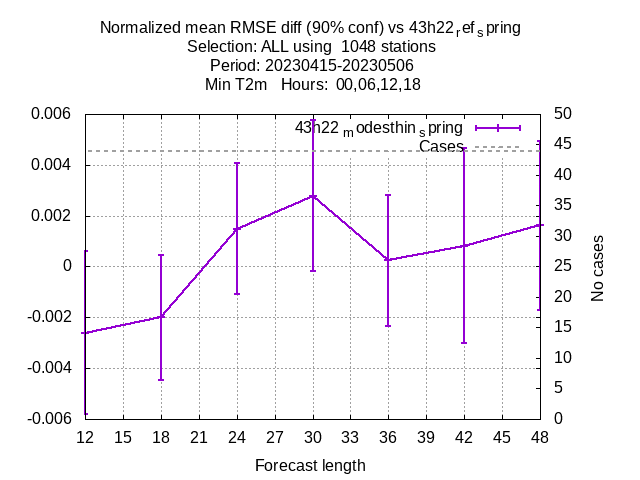 Normalized mean RMSE diff (90% conf) vs 43h22refspring
Selection: ALL using  1048 stations
Period: 20230415-20230506
Min T2m   Hours:  00,06,12,18
0.006
0.004
0.002
0
-0.002
-0.004
-0.006
43h22modesthinspring
Cases
50
45
40
35
30
25
20
15
10
5
0
No cases
12 15 18 21 24 27 30 33 36 39 42 45 48
Forecast length